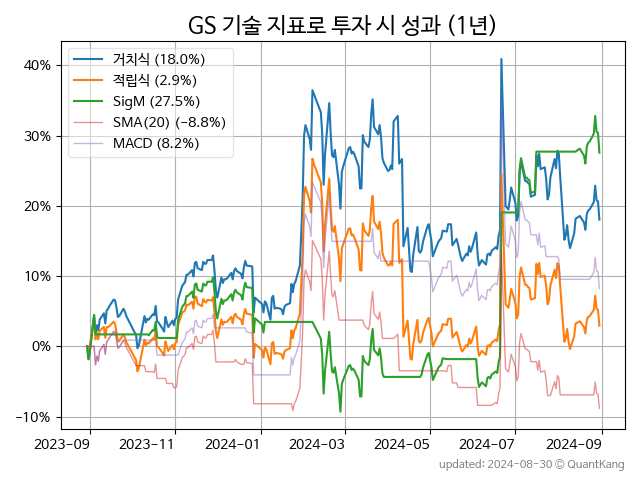 GS 기술 지표로 투자 시 성과 (1년)
거치식 (18.0%)
적립식 (2.9%)
SigM (27.5%)
SMA(20) (−8.8%)
MACD (8.2%)
40%
30%
20%
10%
0%
−10%
2023-09 2023-11 2024-01 2024-03 2024-05 2024-07 2024-09
updated: 2024-08-30 © QuantKang